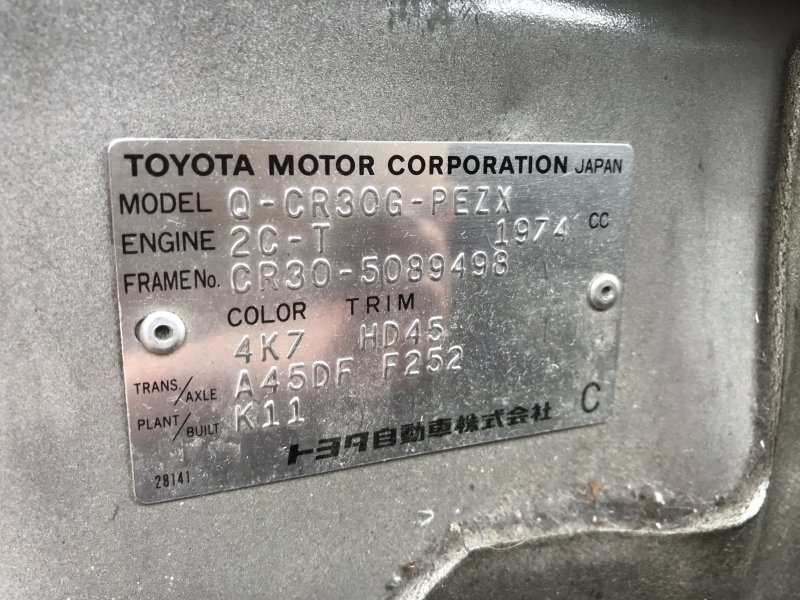 TOYOTA MOTOR CORPORATION JAPAN
MODEL Q-CR30G-PEZX
ENGINE 2C-T 1974 CC
FRAME No. CR30-5089498
COLOR TRIM
4K7 HD45
TRANS./AXLE A45DF F252
PLANT/BUILT K11
トヨタ自動車株式会社 C
28141